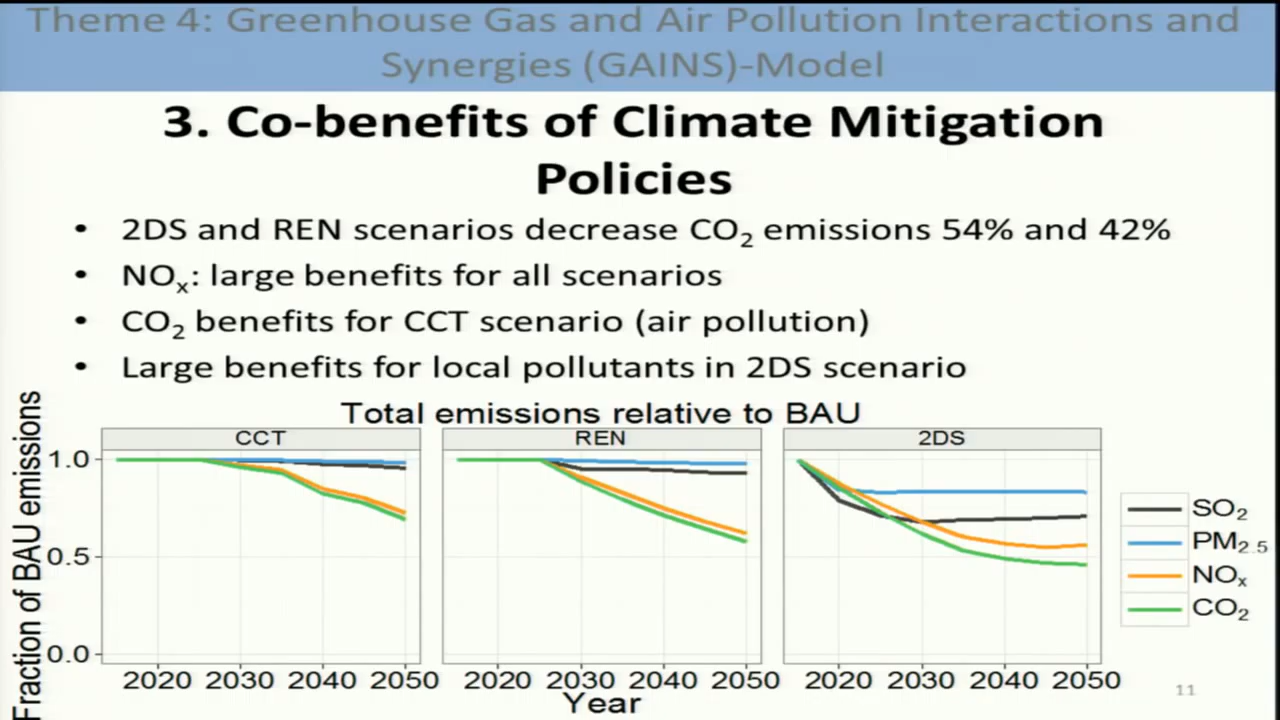 Theme 4: Greenhouse Gas and Air Pollution Interactions and
Synergies (GAINS)-Model
3. Co-benefits of Climate Mitigation
Policies
• 2DS and REN scenarios decrease CO₂ emissions 54% and 42%
• NOₓ: large benefits for all scenarios
• CO₂ benefits for CCT scenario (air pollution)
• Large benefits for local pollutants in 2DS scenario
Total emissions relative to BAU
CCT REN 2DS
Fraction of BAU emissions
1.0
0.5
0.0
2020 2030 2040 2050 2020 2030 2040 2050 2020 2030 2040 2050
Year
SO₂
PM₂.₅
NOₓ
CO₂
11